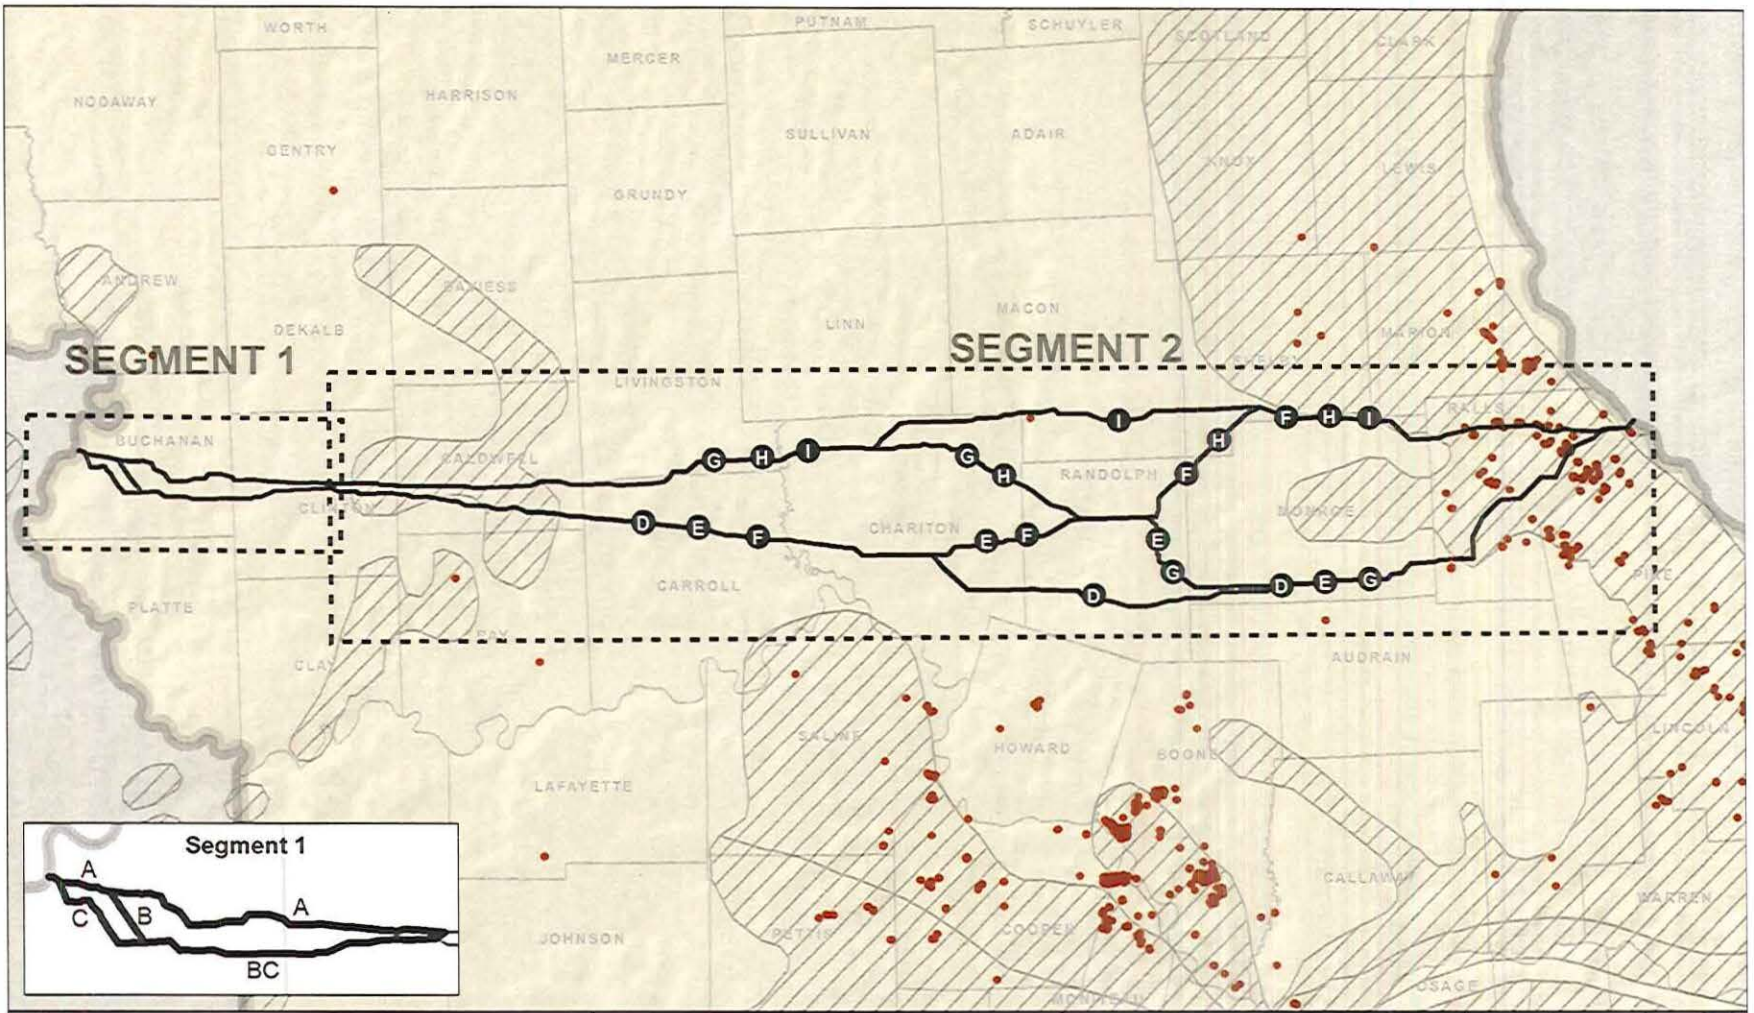 WORTH
PUTNAM
SCHUYLER
SCOTLAND
CLARK
MERCER
HARRISON
NODAWAY
SULLIVAN
ADAIR
GENTRY
KNOX
LEWIS
GRUNDY
ANDREW
DAVIESS
MACON
LINN
DEKALB
MARION
SEGMENT 1
SEGMENT 2
SHELBY
LIVINGSTON
RALLS
BUCHANAN
I
F
H
I
H
G
H
I
G
CALDWELL
H
RANDOLPH
F
CLINTON
MONROE
D
E
F
CHARITON
E
F
E
G
D
E
G
D
CARROLL
PIKE
PLATTE
RAY
CLAY
AUDRAIN
SALINE
HOWARD
BOONE
LINCOLN
LAFAYETTE
Segment 1
A
C
B
A
BC
CALLAWAY
WARREN
JOHNSON
PETTIS
COOPER
MONITEAU
OSAGE